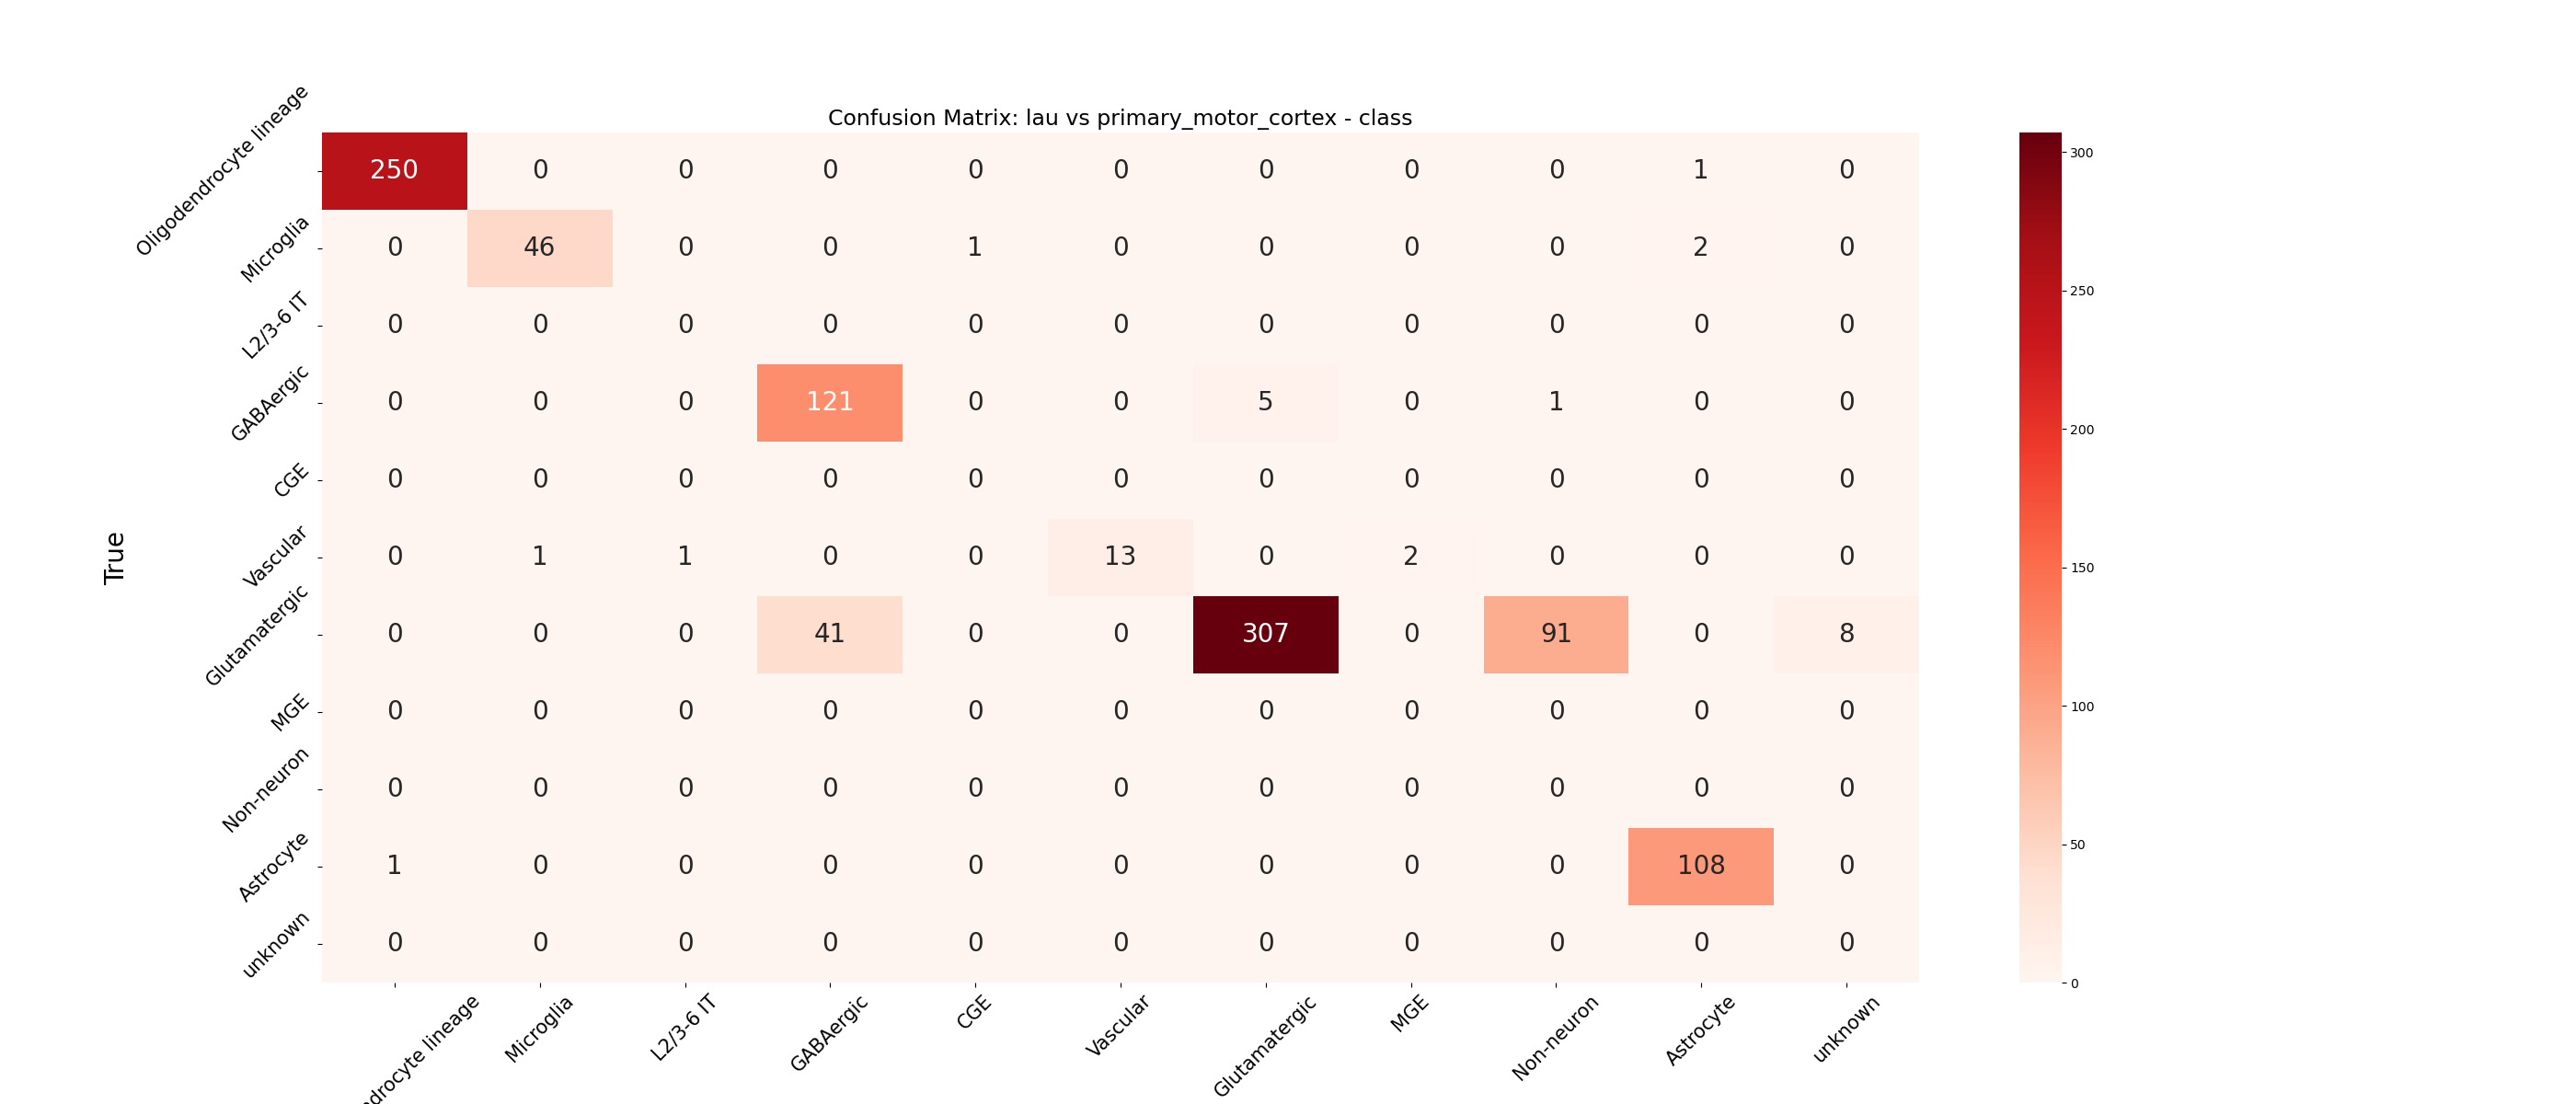 Confusion Matrix: lau vs primary_motor_cortex - class
True
Oligodendrocyte lineage 250 0 0 0 0 0 0 0 0 1 0
Microglia 0 46 0 0 1 0 0 0 0 2 0
L2/3-6 IT 0 0 0 0 0 0 0 0 0 0 0
GABAergic 0 0 0 121 0 0 5 0 1 0 0
CGE 0 0 0 0 0 0 0 0 0 0 0
Vascular 0 1 1 0 0 13 0 2 0 0 0
Glutamatergic 0 0 0 41 0 0 307 0 91 0 8
MGE 0 0 0 0 0 0 0 0 0 0 0
Non-neuron 0 0 0 0 0 0 0 0 0 0 0
Astrocyte 1 0 0 0 0 0 0 0 0 108 0
unknown 0 0 0 0 0 0 0 0 0 0 0
ndrocyte lineage Microglia L2/3-6 IT GABAergic CGE Vascular Glutamatergic MGE Non-neuron Astrocyte unknown
300
250
200
150
100
50
0